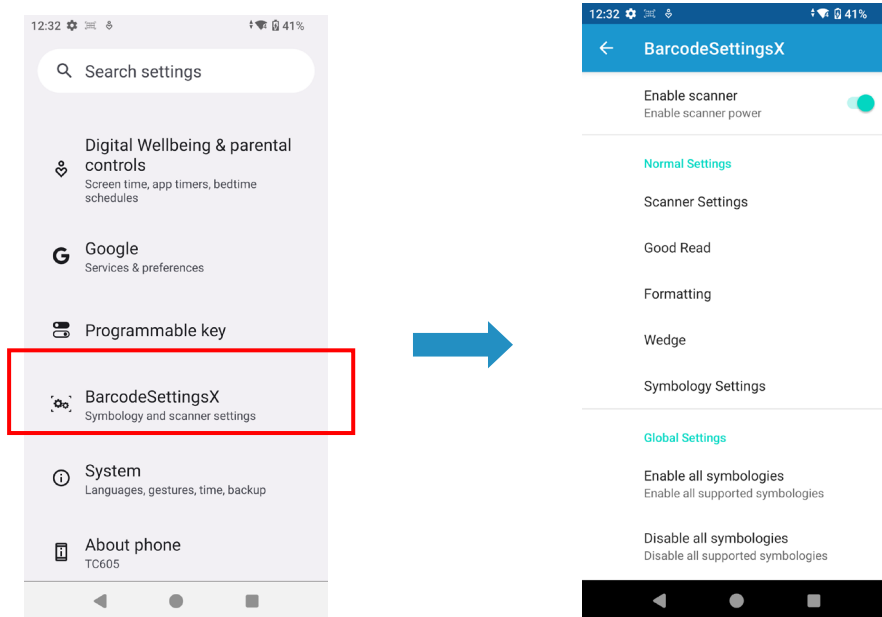 12:32 41%
Search settings
Digital Wellbeing & parental
controls
Screen time, app timers, bedtime
schedules
Google
Services & preferences
Programmable key
BarcodeSettingsX
Symbology and scanner settings
System
Languages, gestures, time, backup
About phone
TC605
12:32 41%
BarcodeSettingsX
Enable scanner
Enable scanner power
Normal Settings
Scanner Settings
Good Read
Formatting
Wedge
Symbology Settings
Global Settings
Enable all symbologies
Enable all supported symbologies
Disable all symbologies
Disable all supported symbologies